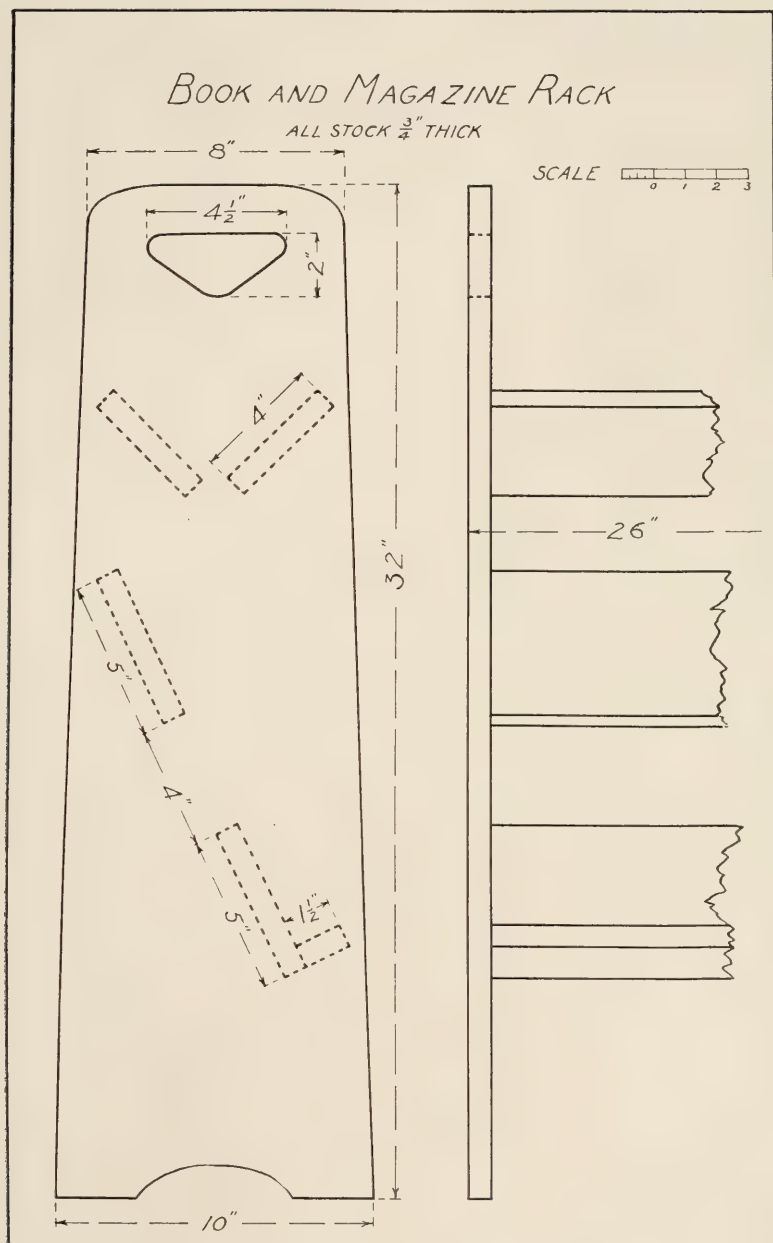 BOOK AND MAGAZINE RACK
ALL STOCK 3/4" THICK
8"
SCALE
0 1 2 3
4 1/2"
2"
4"
32"
26"
5"
4"
5"
1 1/2"
10"